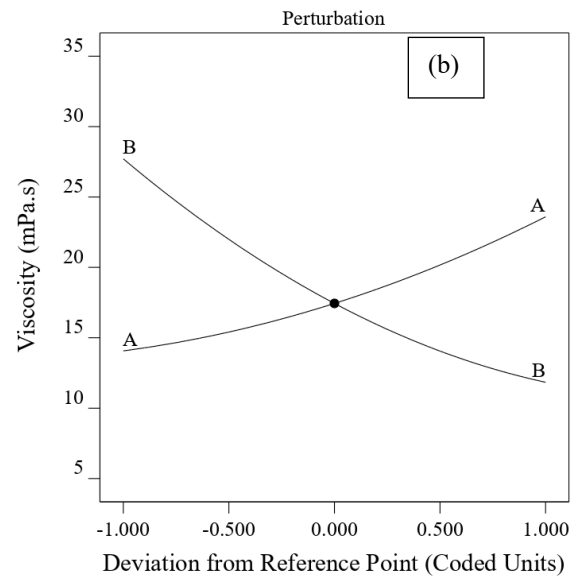 Perturbation
(b)
35
30
25
20
15
10
5
Viscosity (mPa.s)
B
A
A
B
-1.000
-0.500
0.000
0.500
1.000
Deviation from Reference Point (Coded Units)